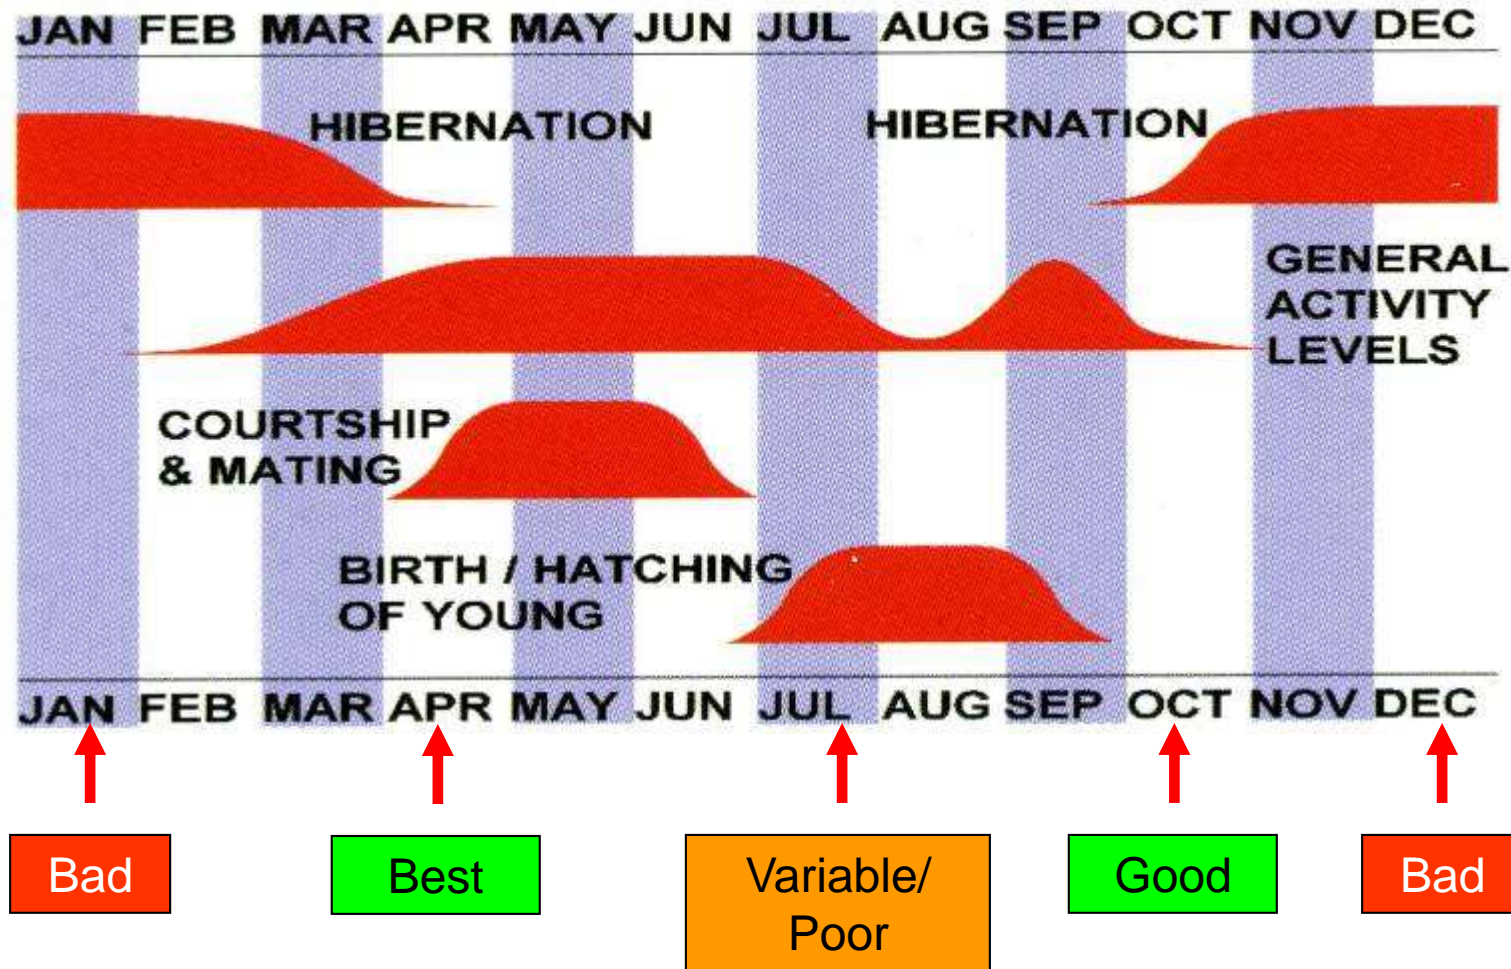 JAN FEB MAR APR MAY JUN JUL AUG SEP OCT NOV DEC
HIBERNATION HIBERNATION
GENERAL
ACTIVITY
LEVELS
COURTSHIP
& MATING
BIRTH / HATCHING
OF YOUNG
JAN FEB MAR APR MAY JUN JUL AUG SEP OCT NOV DEC
Bad Best Variable/ Good Bad
Poor